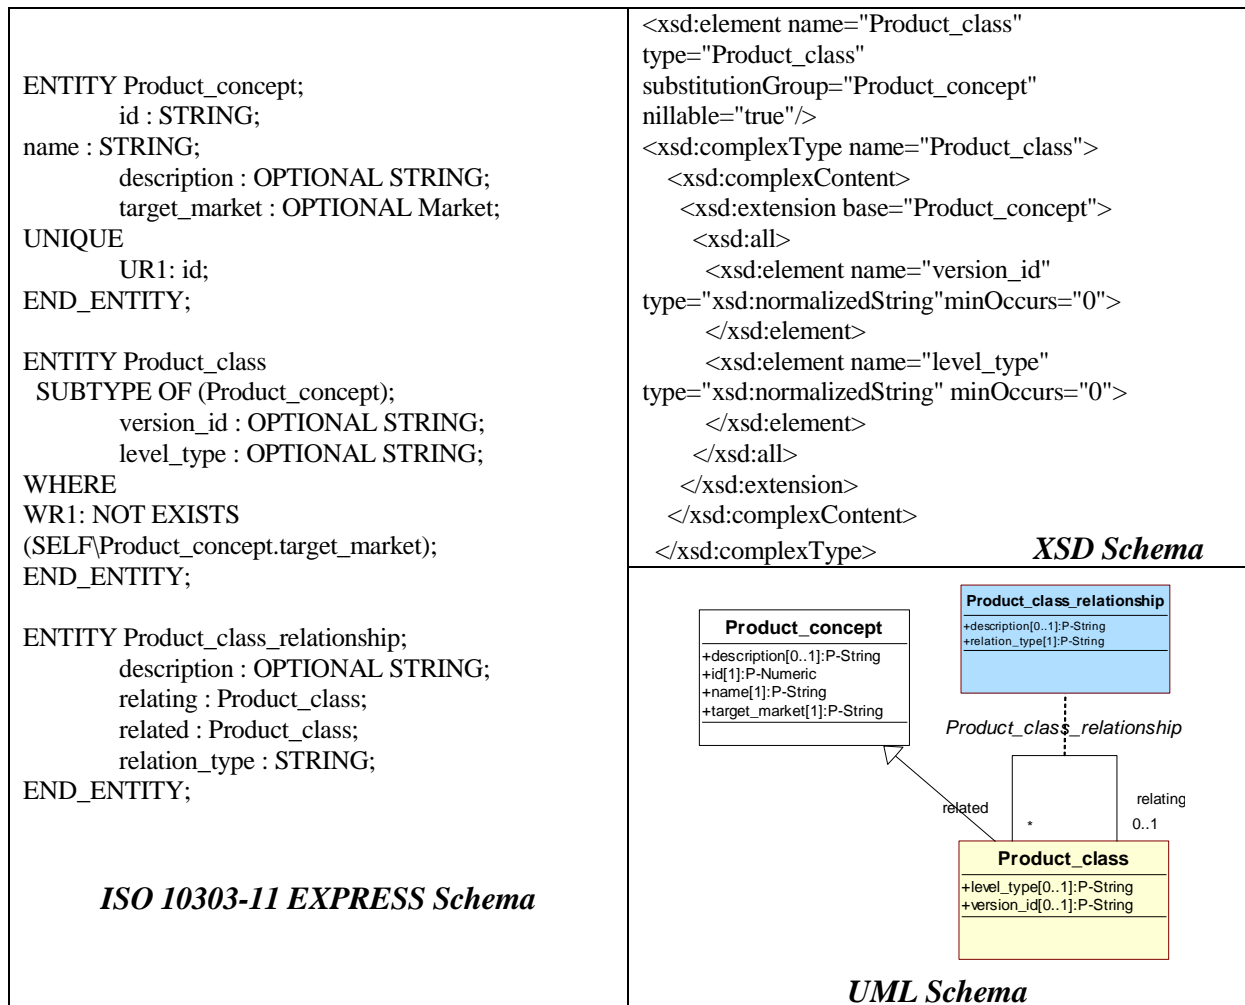 ENTITY Product_concept;
id : STRING;
name : STRING;
description : OPTIONAL STRING;
target_market : OPTIONAL Market;
UNIQUE
UR1: id;
END_ENTITY;
ENTITY Product_class
SUBTYPE OF (Product_concept);
version_id : OPTIONAL STRING;
level_type : OPTIONAL STRING;
WHERE
WR1: NOT EXISTS
(SELF\Product_concept.target_market);
END_ENTITY;
ENTITY Product_class_relationship;
description : OPTIONAL STRING;
relating : Product_class;
related : Product_class;
relation_type : STRING;
END_ENTITY;
ISO 10303-11 EXPRESS Schema
<xsd:element name="Product_class"
type="Product_class"
substitutionGroup="Product_concept"
nillable="true"/>
<xsd:complexType name="Product_class">
<xsd:complexContent>
<xsd:extension base="Product_concept">
<xsd:all>
<xsd:element name="version_id"
type="xsd:normalizedString"minOccurs="0">
</xsd:element>
<xsd:element name="level_type"
type="xsd:normalizedString" minOccurs="0">
</xsd:element>
</xsd:all>
</xsd:extension>
</xsd:complexContent>
</xsd:complexType>
XSD Schema
Product_concept
+description[0..1]:P-String
+id[1]:P-Numeric
+name[1]:P-String
+target_market[1]:P-String
Product_class_relationship
+description[0..1]:P-String
+relation_type[1]:P-String
Product_class_relationship
related
*
relating
0..1
Product_class
+level_type[0..1]:P-String
+version_id[0..1]:P-String
UML Schema